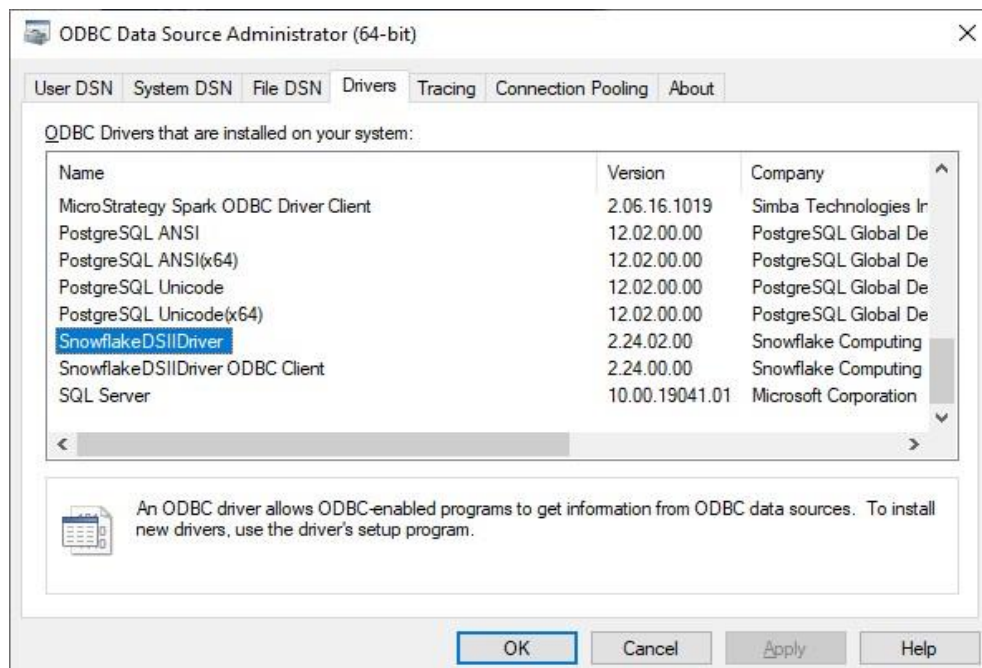 ODBC Data Source Administrator (64-bit)
User DSN System DSN File DSN Drivers Tracing Connection Pooling About
ODBC Drivers that are installed on your system:
Name Version Company
MicroStrategy Spark ODBC Driver Client 2.06.16.1019 Simba Technologies In
PostgreSQL ANSI 12.02.00.00 PostgreSQL Global De
PostgreSQL ANSI(x64) 12.02.00.00 PostgreSQL Global De
PostgreSQL Unicode 12.02.00.00 PostgreSQL Global De
PostgreSQL Unicode(x64) 12.02.00.00 PostgreSQL Global De
SnowflakeDSIIDriver 2.24.02.00 Snowflake Computing
SnowflakeDSIIDriver ODBC Client 2.24.00.00 Snowflake Computing
SQL Server 10.00.19041.01 Microsoft Corporation
An ODBC driver allows ODBC-enabled programs to get information from ODBC data sources. To install
new drivers, use the driver's setup program.
OK Cancel Apply Help